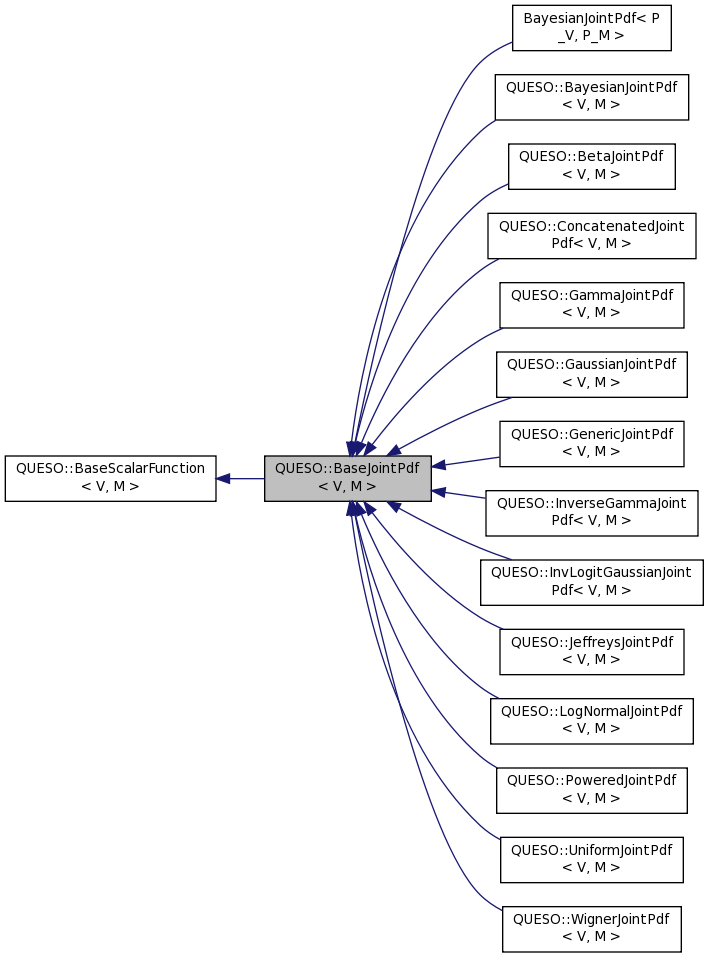 BayesianJointPdf< P
_V, P_M >
QUESO::BayesianJointPdf
< V, M >
QUESO::BetaJointPdf
< V, M >
QUESO::ConcatenatedJoint
Pdf< V, M >
QUESO::GammaJointPdf
< V, M >
QUESO::GaussianJointPdf
< V, M >
QUESO::GenericJointPdf
< V, M >
QUESO::BaseScalarFunction
< V, M >
QUESO::BaseJointPdf
< V, M >
QUESO::InverseGammaJoint
Pdf< V, M >
QUESO::InvLogitGaussianJoint
Pdf< V, M >
QUESO::JeffreysJointPdf
< V, M >
QUESO::LogNormalJointPdf
< V, M >
QUESO::PoweredJointPdf
< V, M >
QUESO::UniformJointPdf
< V, M >
QUESO::WignerJointPdf
< V, M >